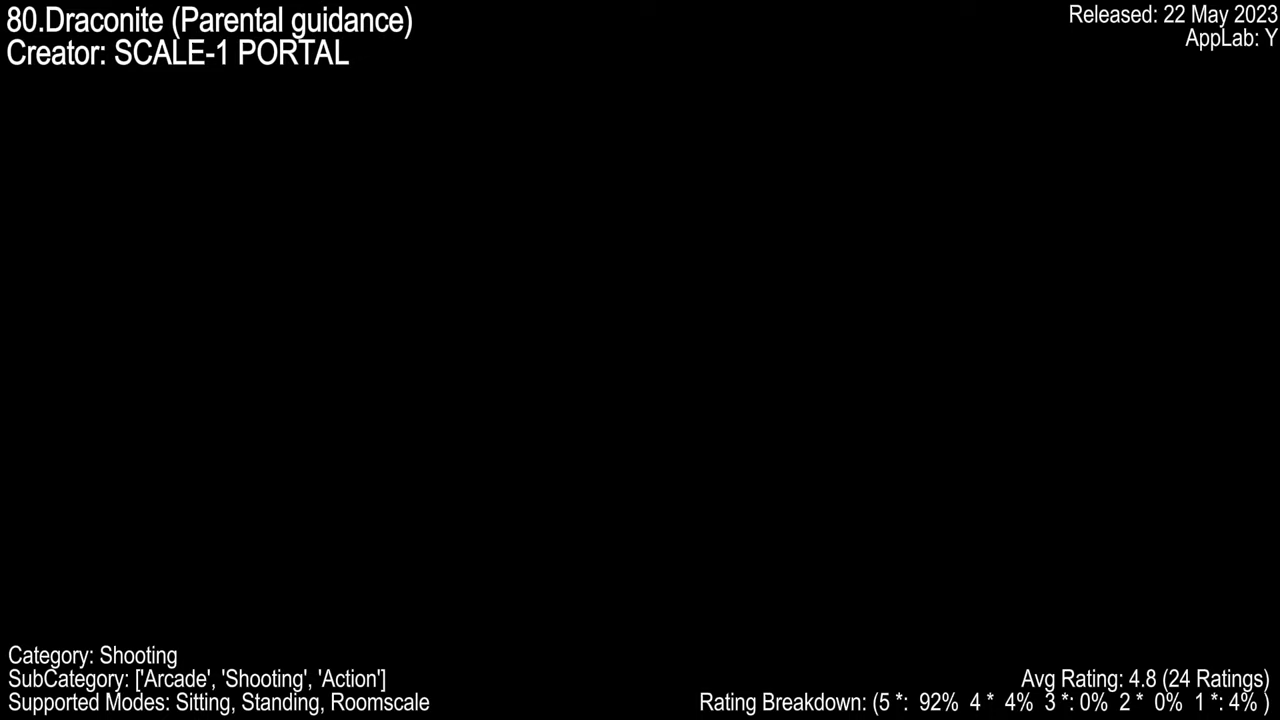 80.Draconite (Parental guidance)
Creator: SCALE-1 PORTAL
Released: 22 May 2023
AppLab: Y
Category: Shooting
SubCategory: ['Arcade', 'Shooting', 'Action']
Supported Modes: Sitting, Standing, Roomscale
Avg Rating: 4.8 (24 Ratings)
Rating Breakdown: (5 *:  92%  4 *  4%  3 *: 0%  2 *  0%  1 *: 4% )